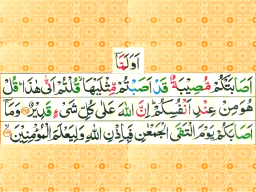 اَوَلَمَّاۤ
اَصَابَتْكُمْ مُّصِیْبَةٌ قَدْ اَصَبْتُمْ مِّثْلَیْهَا ۙ قُلْتُمْ اَنّٰی هٰذَا ؕ قُلْ
هُوَ مِنْ عِنْدِ اَنْفُسِكُمْ ؕ اِنَّ اللّٰهَ عَلٰی كُلِّ شَیْءٍ قَدِیْرٌ وَمَاۤ
اَصَابَكُمْ یَوْمَ الْتَقَی الْجَمْعٰنِ فَبِاِذْنِ اللّٰهِ وَلِیَعْلَمَ الْمُؤْمِنِیْنَ